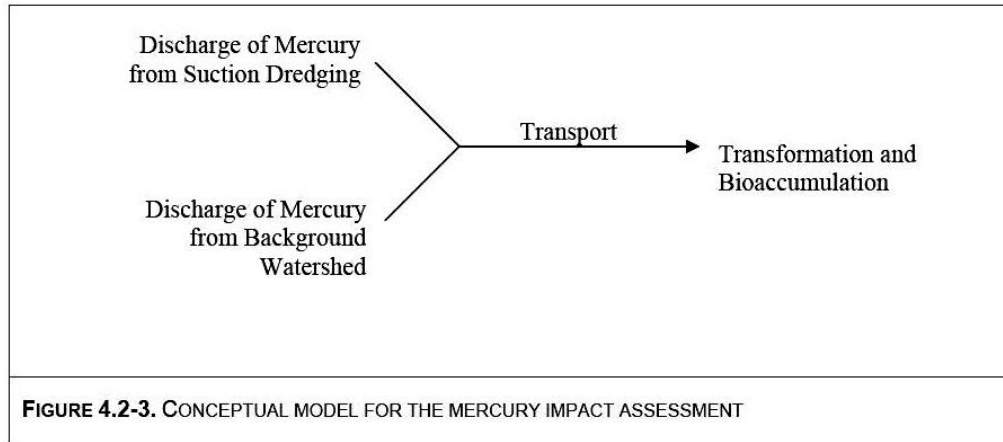 Discharge of Mercury
from Suction Dredging
Transport
Transformation and
Bioaccumulation
Discharge of Mercury
from Background
Watershed
FIGURE 4.2-3. CONCEPTUAL MODEL FOR THE MERCURY IMPACT ASSESSMENT